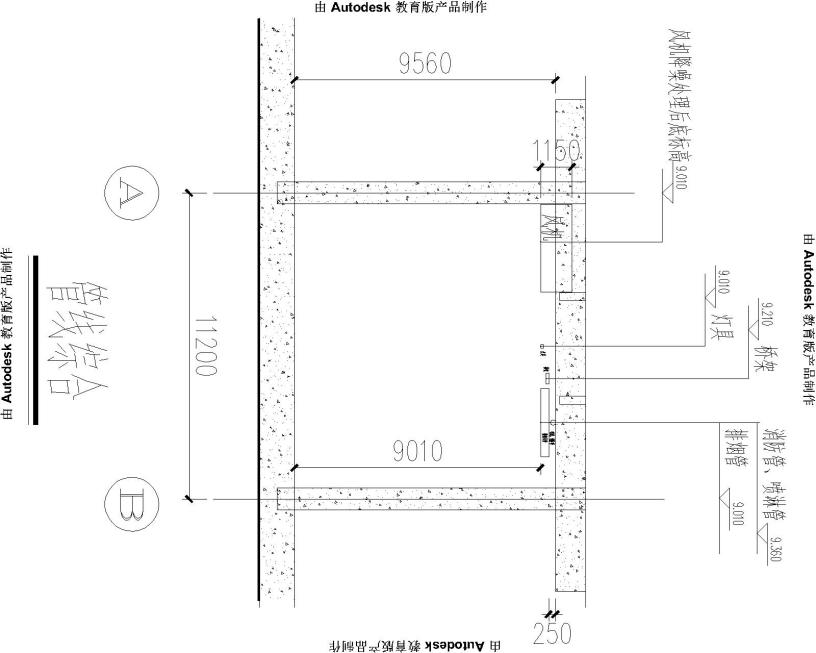 由 Autodesk 教育版产品制作
9560
1150
风机降噪处理后底标高
9.010
A
风机
由 Autodesk 教育版产品制作
由 Autodesk 教育版产品制作
管线综合
11200
9.010
灯具
9.210
桥架
消防管、喷淋管
9.360
排烟管
9.010
9010
B
250
由 Autodesk 教育版产品制作